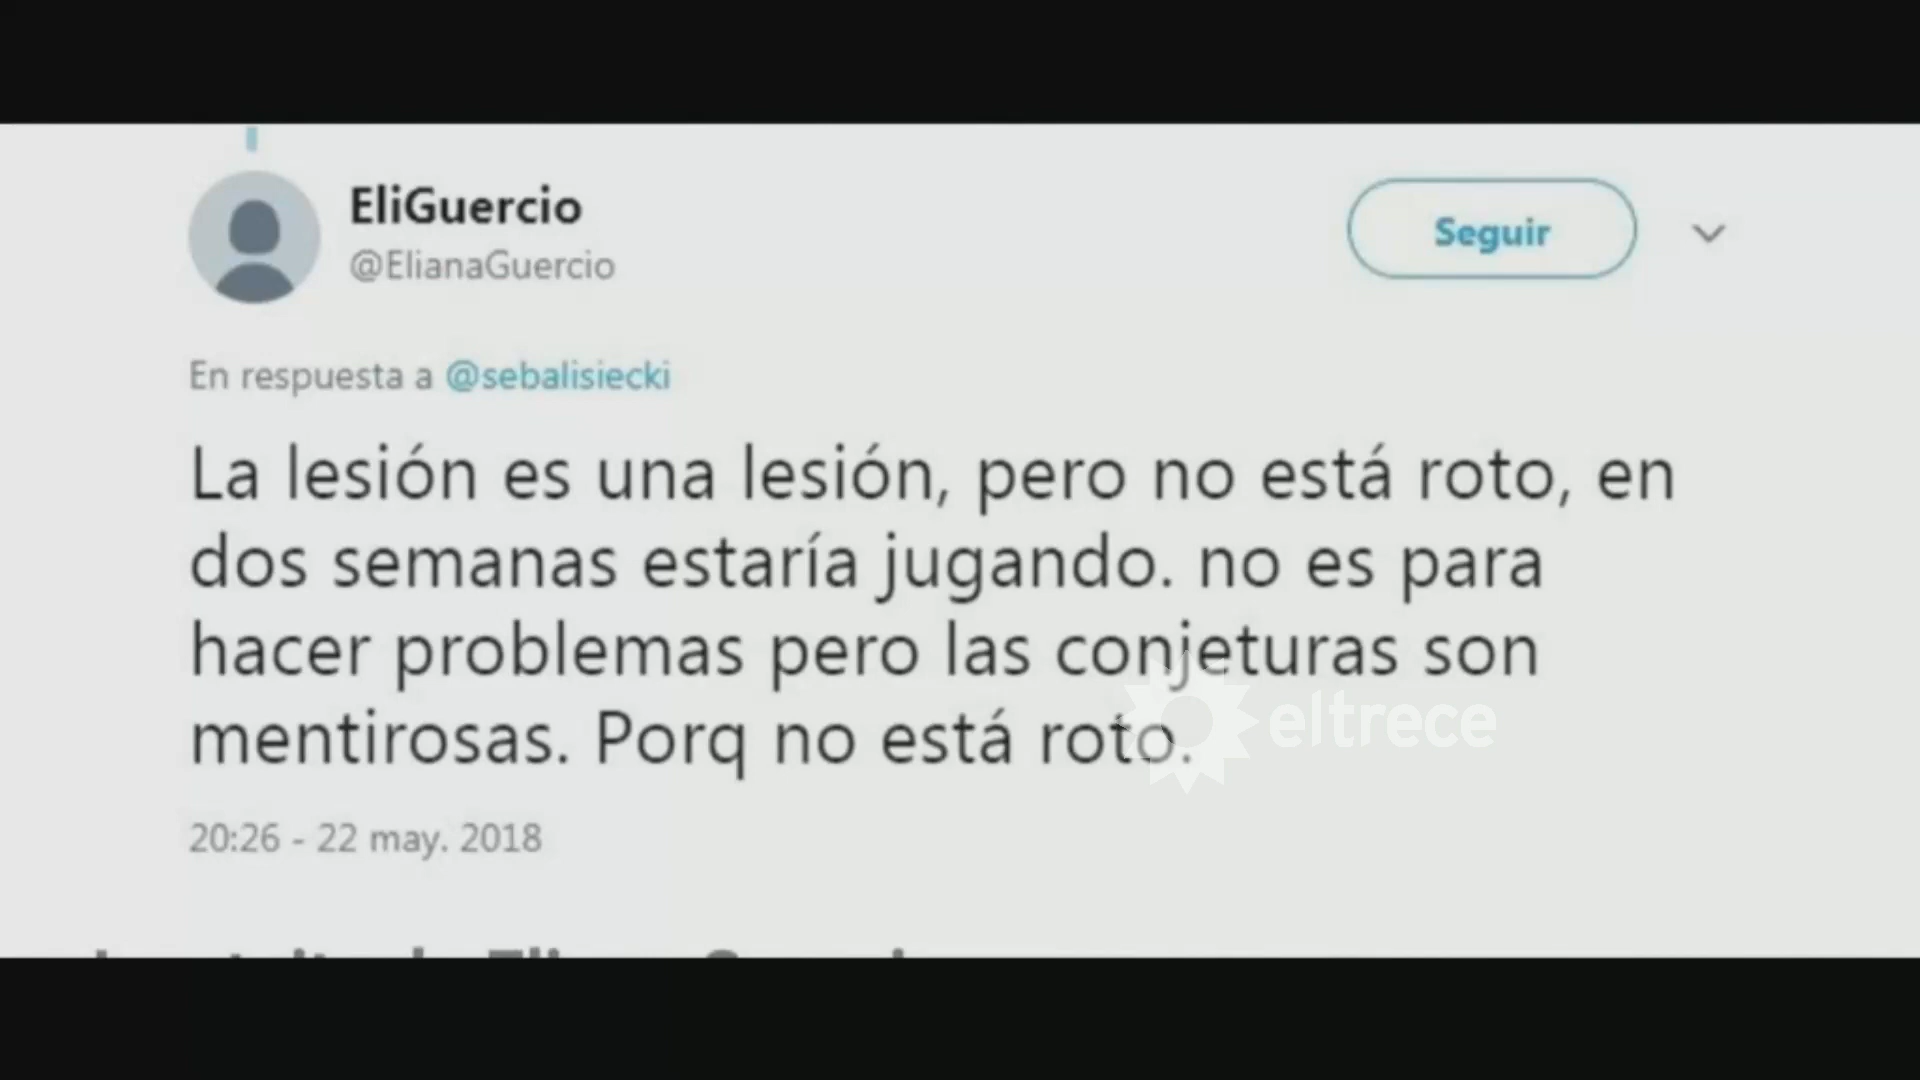 EliGuercio
@ElianaGuercio
Seguir
En respuesta a @sebalisiecki
La lesión es una lesión, pero no está roto, en
dos semanas estaría jugando. no es para
hacer problemas pero las conjeturas son
mentirosas. Porq no está roto.
eltrece
20:26 - 22 may. 2018